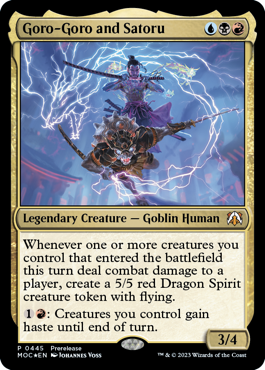 Goro-Goro and Satoru
Legendary Creature — Goblin Human
Whenever one or more creatures you
control that entered the battlefield
this turn deal combat damage to a
player, create a 5/5 red Dragon Spirit
creature token with flying.
1 : Creatures you control gain
haste until end of turn.
3/4
P 0445 Prerelease
MOC★EN Johannes Voss
™ & © 2023 Wizards of the Coast